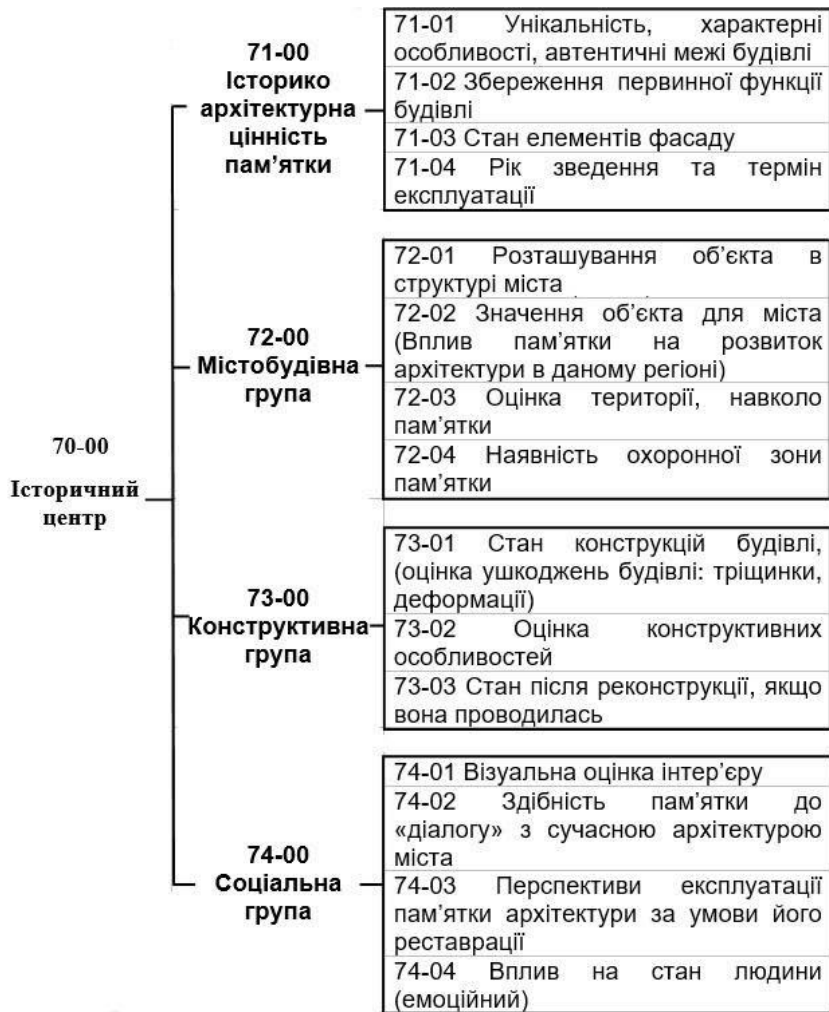 70-00
Історичний
центр
71-00
Історико
архітектурна
цінність
пам’ятки
71-01 Унікальність, характерні
особливості, автентичні межі будівлі
71-02 Збереження первинної функції
будівлі
71-03 Стан елементів фасаду
71-04 Рік зведення та термін
експлуатації
72-00
Містобудівна
група
72-01 Розташування об’єкта в
структурі міста
72-02 Значення об’єкта для міста
(Вплив пам’ятки на розвиток
архітектури в даному регіоні)
72-03 Оцінка території, навколо
пам’ятки
72-04 Наявність охоронної зони
пам’ятки
73-00
Конструктивна
група
73-01 Стан конструкцій будівлі,
(оцінка ушкоджень будівлі: тріщинки,
деформації)
73-02 Оцінка конструктивних
особливостей
73-03 Стан після реконструкції, якщо
вона проводилась
74-00
Соціальна
група
74-01 Візуальна оцінка інтер’єру
74-02 Здібність пам’ятки до
«діалогу» з сучасною архітектурою
міста
74-03 Перспективи експлуатації
пам’ятки архітектури за умови його
реставрації
74-04 Вплив на стан людини
(емоційний)